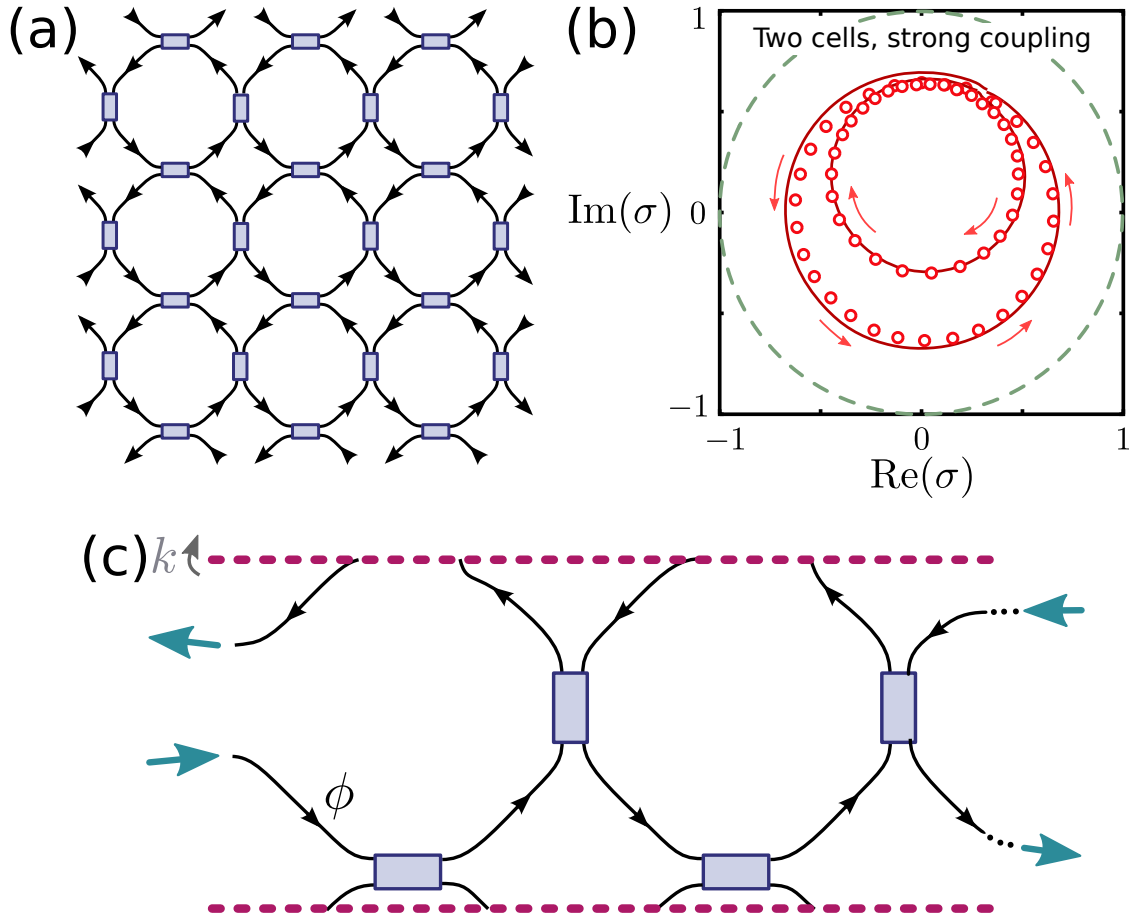 (a)
(b)
1
Two cells, strong coupling
Im(σ) 0
−1
−1 0 1
Re(σ)
(c) k
ϕ